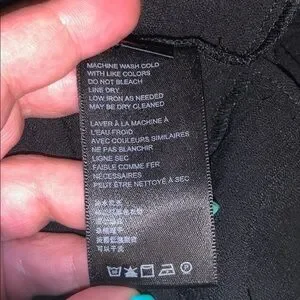 MACHINE WASH COLD
WITH LIKE COLORS
DO NOT BLEACH
LINE DRY
LOW IRON AS NEEDED
MAY BE DRY CLEANED
LAVER À LA MACHINE À
L'EAU FROID
AVEC COULEURS SIMILAIRES
NE PAS BLANCHIR
LIGNE SEC
FAIBLE COMME FER
NÉCESSAIRES
PEUT ÊTRE NETTOYÉ À SEC